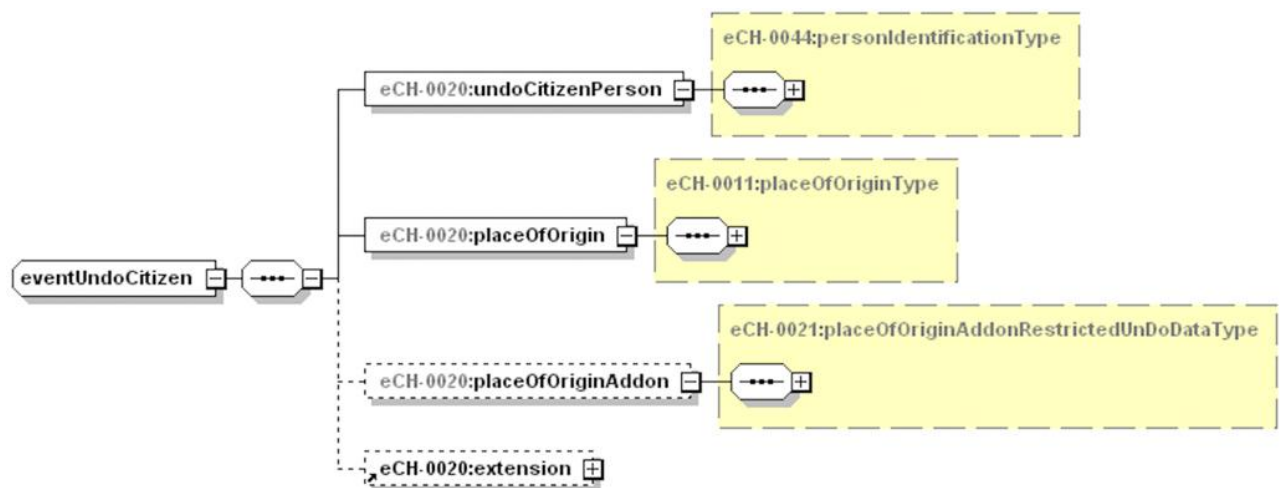 eCH-0044:personIdentificationType
eCH-0020:undoCitizenPerson
eCH-0011:placeOfOriginType
eCH-0020:placeOfOrigin
eventUndoCitizen
eCH-0021:placeOfOriginAddonRestrictedUnDoDataType
eCH-0020:placeOfOriginAddon
eCH-0020:extension